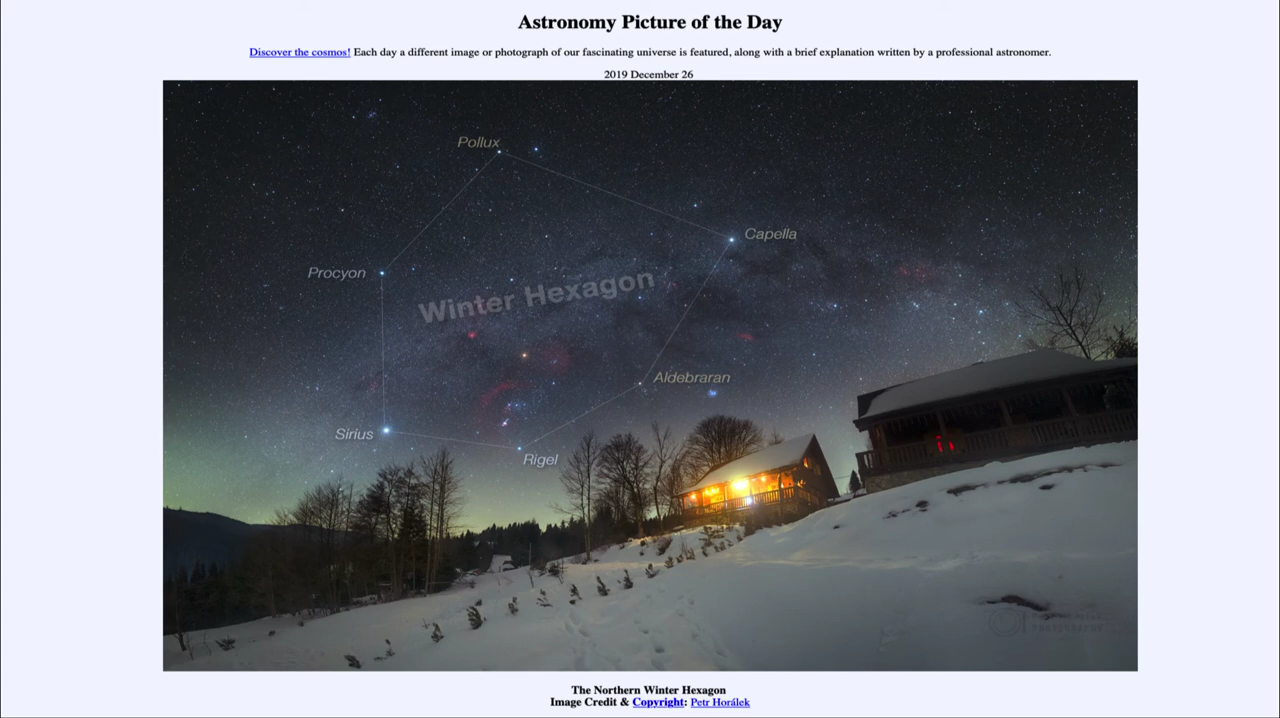 Astronomy Picture of the Day
Discover the cosmos! Each day a different image or photograph of our fascinating universe is featured, along with a brief explanation written by a professional astronomer.
2019 December 26
Pollux
Capella
Procyon
Winter Hexagon
Aldebraran
Sirius
Rigel
PHOTOGRAPHY
The Northern Winter Hexagon
Image Credit & Copyright: Petr Horálek